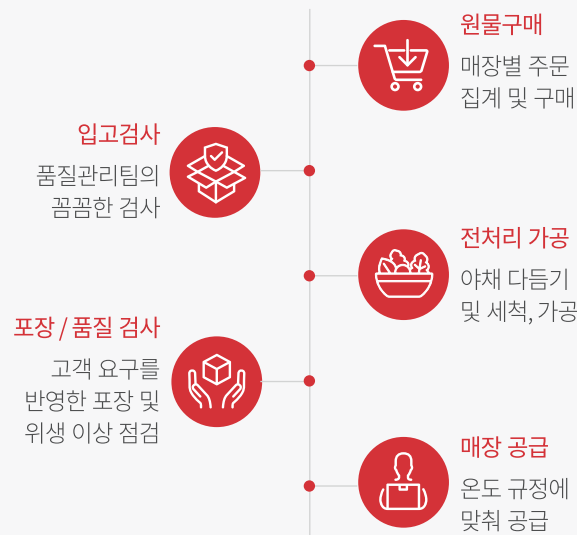 원물구매
매장별 주문
집계 및 구매
입고검사
품질관리팀의
꼼꼼한 검사
전처리 가공
야채 다듬기
및 세척, 가공
포장 / 품질 검사
고객 요구를
반영한 포장 및
위생 이상 점검
매장 공급
온도 규정에
맞춰 공급